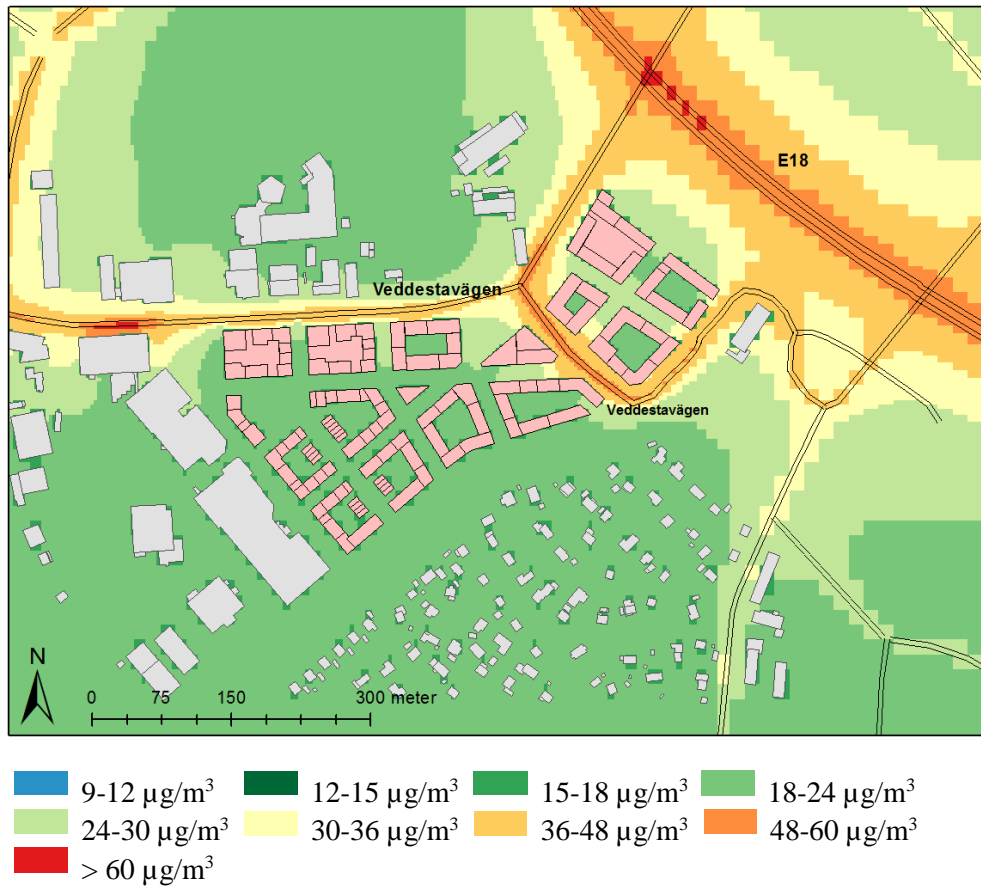 E18
Veddestavägen
Veddestavägen
N
0 75 150 300 meter
9-12 µg/m³ 12-15 µg/m³ 15-18 µg/m³ 18-24 µg/m³
24-30 µg/m³ 30-36 µg/m³ 36-48 µg/m³ 48-60 µg/m³
> 60 µg/m³